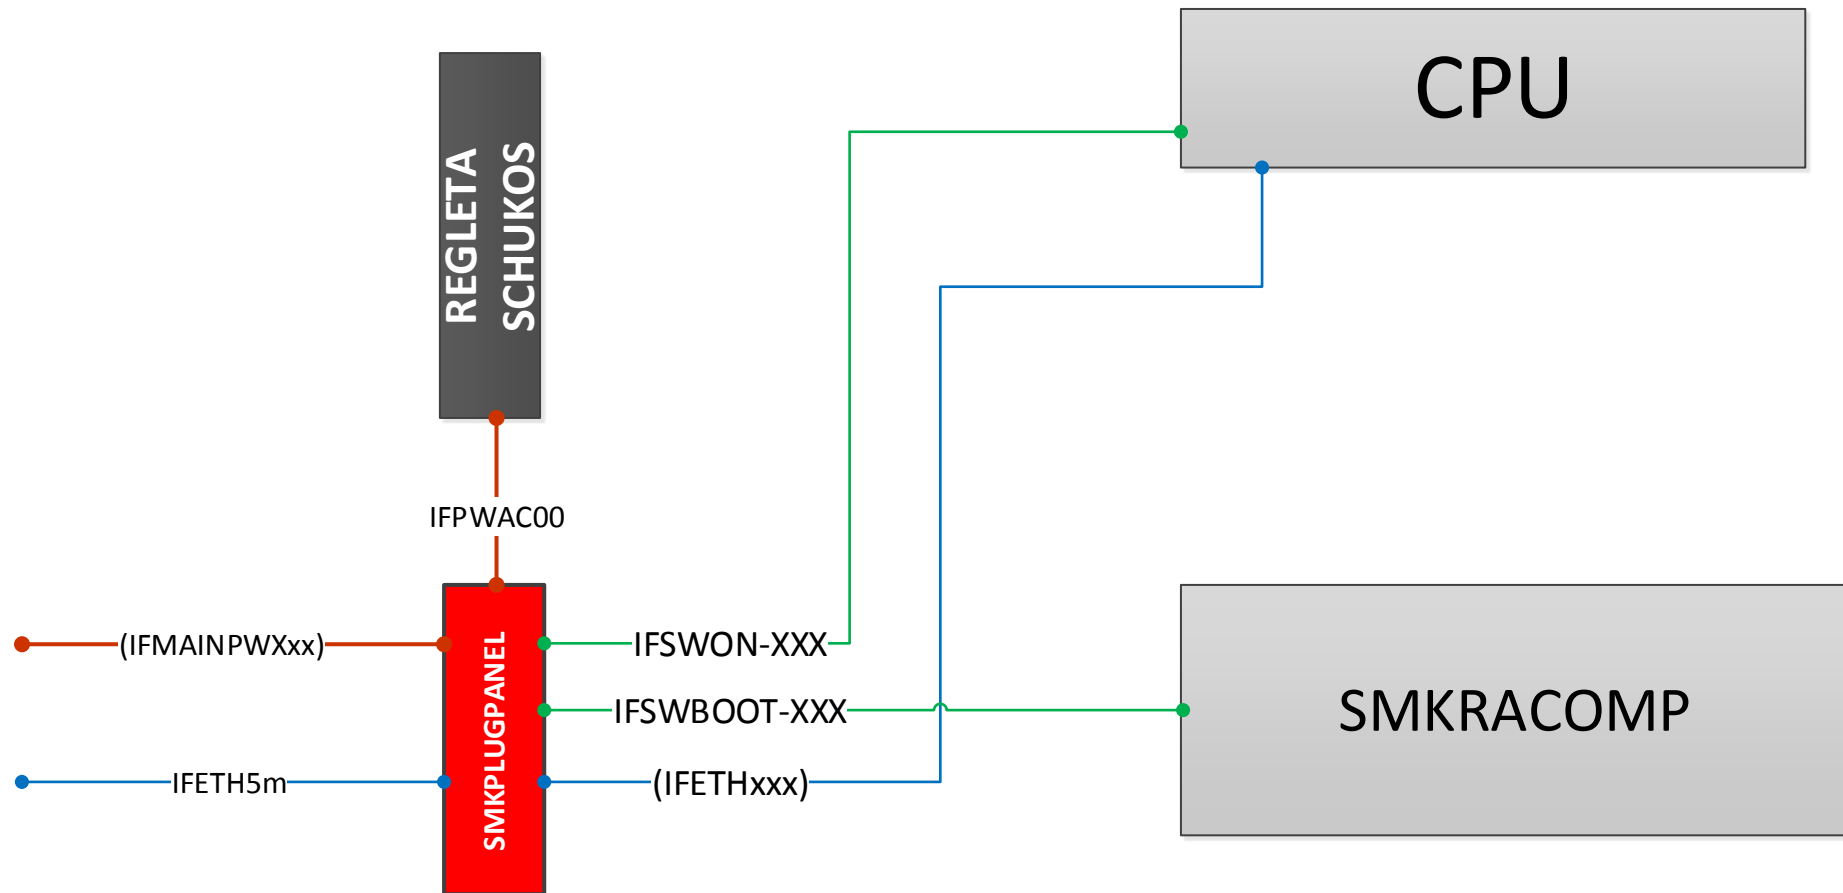 CPU
REGLETA
SCHUKOS
IFPWAC00
(IFMAINPWXxx)
SMKPLUGPANEL
IFSWON-XXX
IFSWBOOT-XXX
SMKRACOMP
IFETH5m
(IFETHxxx)